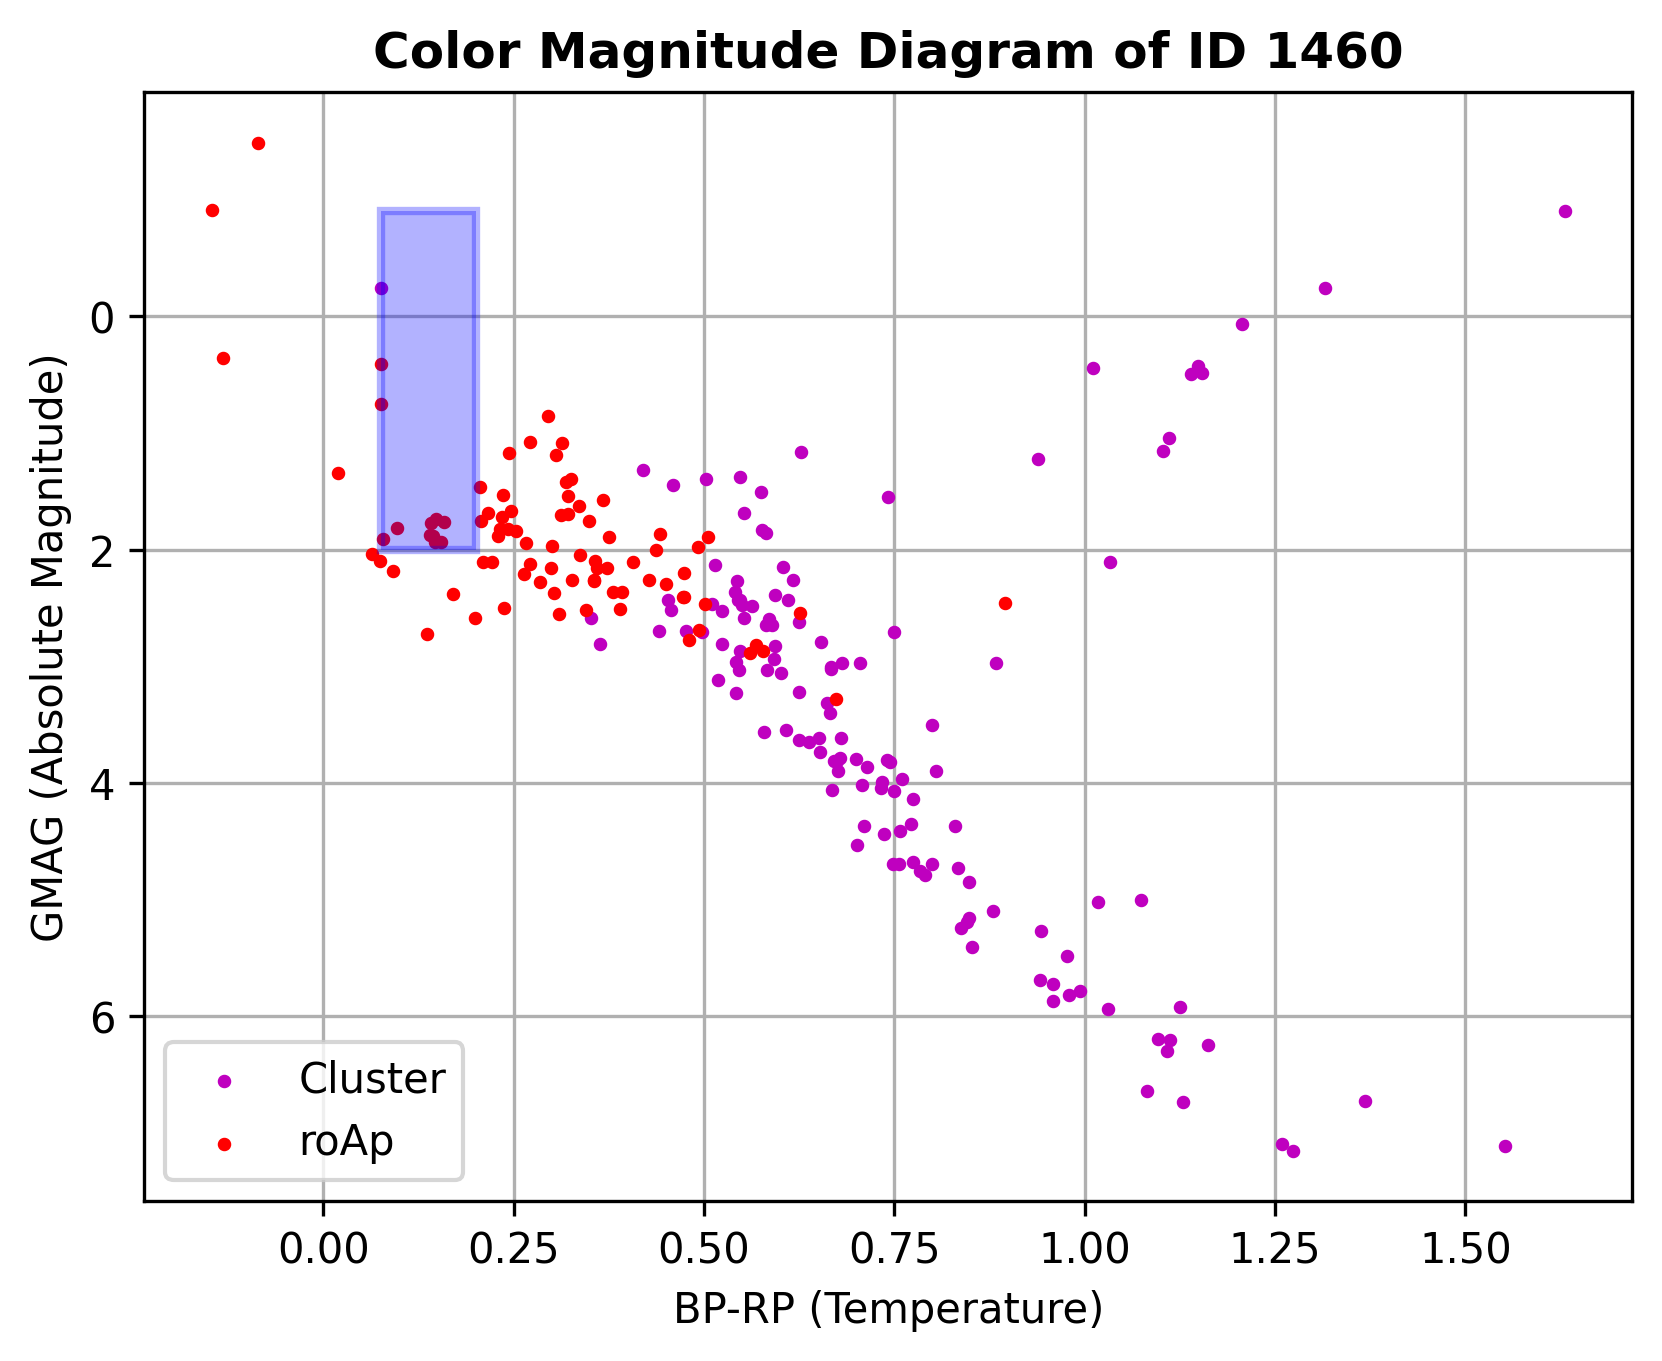 Color Magnitude Diagram of ID 1460
GMAG (Absolute Magnitude)
0
2
4
6
Cluster
roAp
0.00 0.25 0.50 0.75 1.00 1.25 1.50
BP-RP (Temperature)